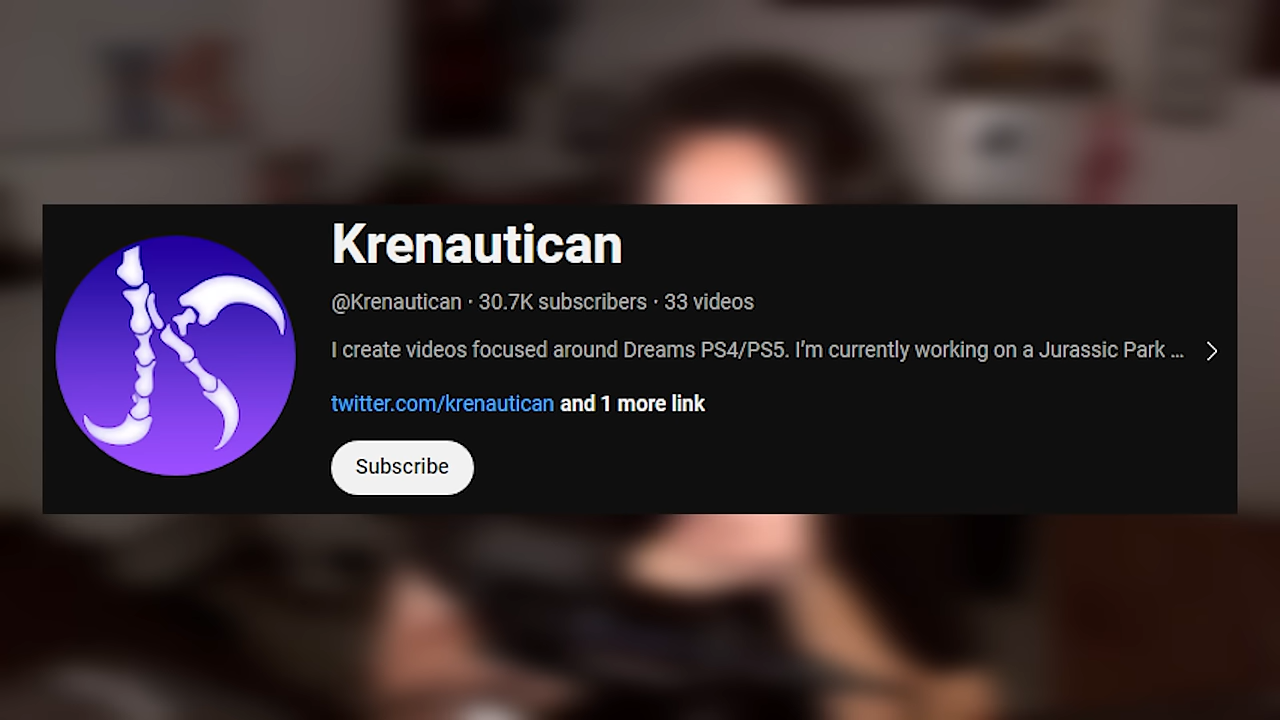 Krenautican
@Krenautican · 30.7K subscribers · 33 videos
I create videos focused around Dreams PS4/PS5. I’m currently working on a Jurassic Park ...
twitter.com/krenautican and 1 more link
Subscribe